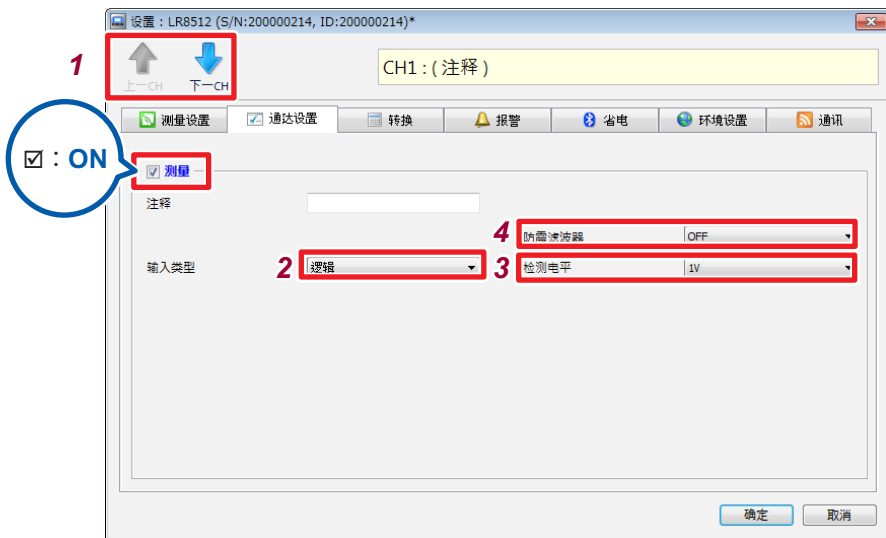 设置：LR8512 (S/N:200000214, ID:200000214)*
1
上一CH 下一CH
CH1 : ( 注释 )
测量设置 通达设置 转换 报警 省电 环境设置 通讯
☑：ON
测量
注释
4 防震滤波器 OFF
输入类型 2 逻辑 3 检测电平 1V
确定 取消